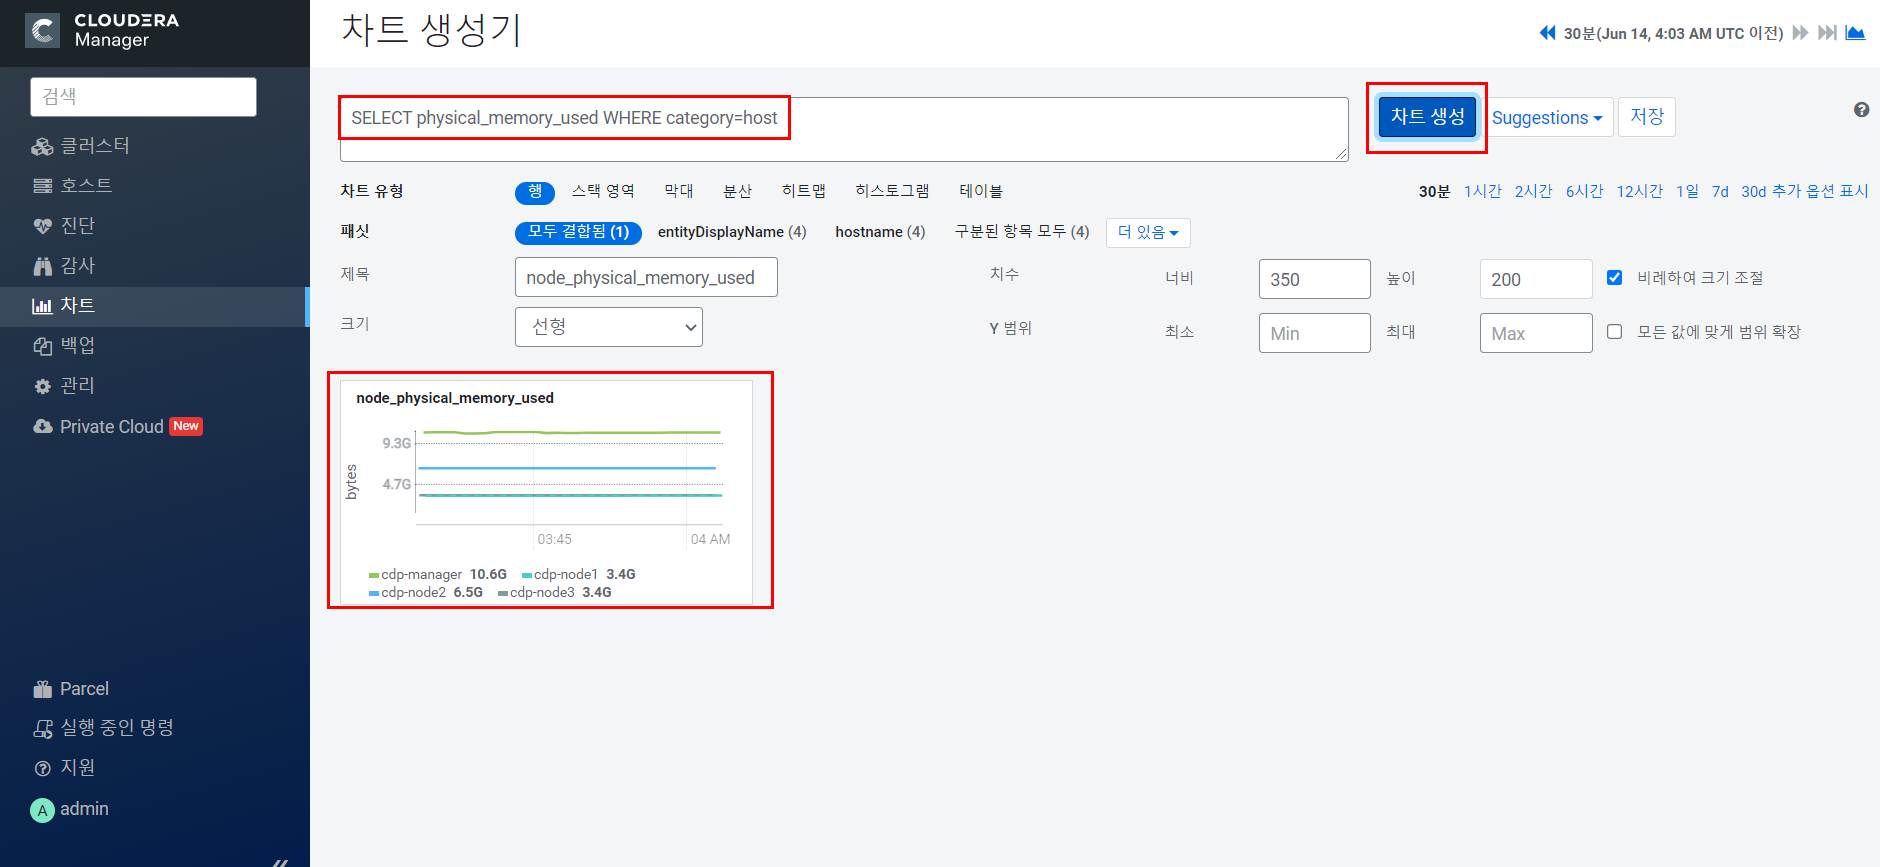 CLOUDERA
Manager
검색
클러스터
호스트
진단
감사
차트
백업
관리
Private Cloud New
Parcel
실행 중인 명령
지원
A admin
차트 생성기
30분(Jun 14, 4:03 AM UTC 이전)
SELECT physical_memory_used WHERE category=host
차트 생성 Suggestions 저장
차트 유형 행 스택 영역 막대 분산 히트맵 히스토그램 테이블 30분 1시간 2시간 6시간 12시간 1일 7d 30d 추가 옵션 표시
패싯 모두 결합됨 (1) entityDisplayName (4) hostname (4) 구분된 항목 모두 (4) 더 있음
제목 node_physical_memory_used 치수 너비 350 높이 200 비례하여 크기 조절
크기 선형 Y 범위 최소 Min 최대 Max 모든 값에 맞게 범위 확장
node_physical_memory_used
bytes
9.3G
4.7G
03:45 04 AM
cdp-manager 10.6G cdp-node1 3.4G
cdp-node2 6.5G cdp-node3 3.4G